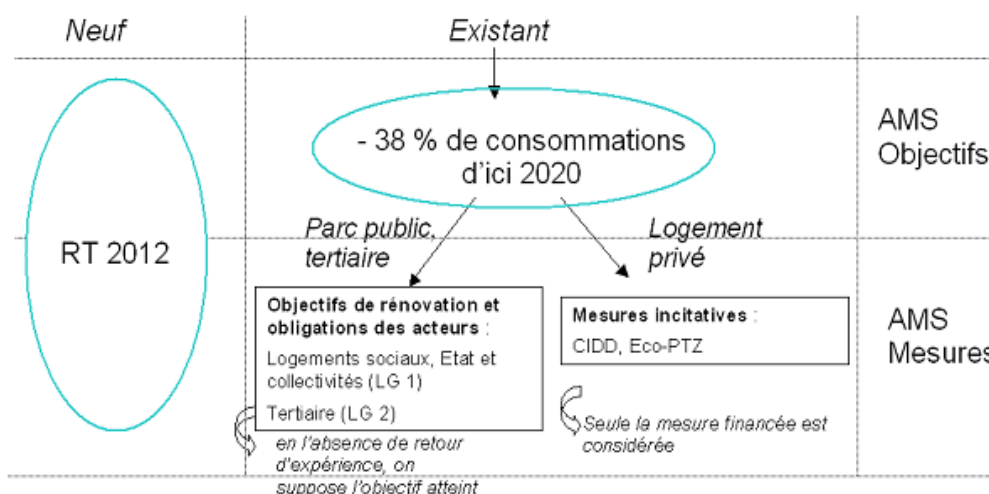 Neuf
Existant
- 38 % de consommations
d'ici 2020
AMS
Objectifs
RT 2012
Parc public,
tertiaire
Logement
privé
Objectifs de rénovation et
obligations des acteurs :
Logements sociaux, Etat et
collectivités (LG 1)
Tertiaire (LG 2)
en l'absence de retour
d'expérience, on
suppose l'objectif atteint
Mesures incitatives :
CIDD, Eco-PTZ
Seule la mesure financée est
considérée
AMS
Mesures